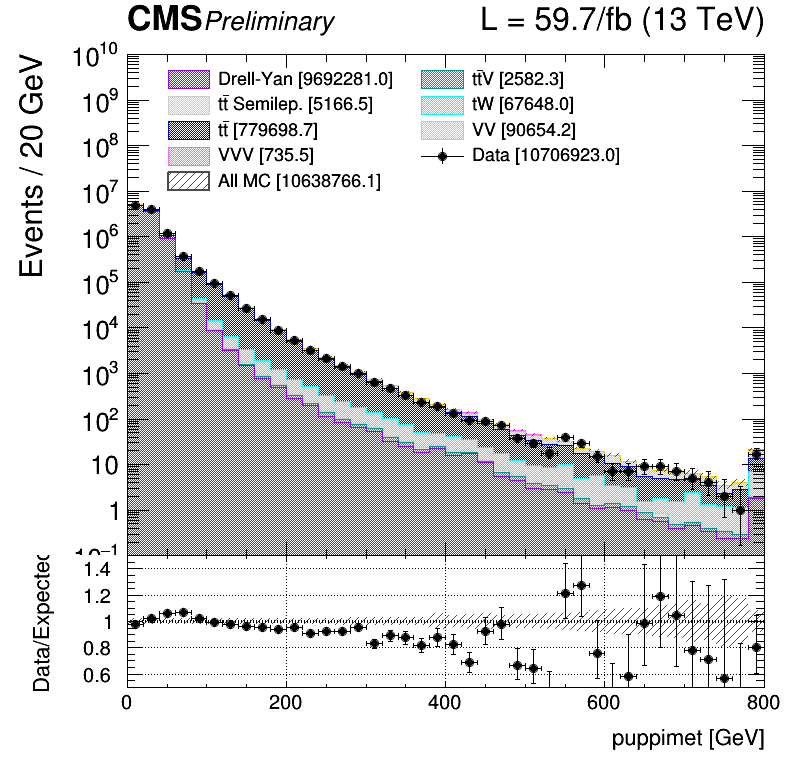 CMS Preliminary L = 59.7/fb (13 TeV)
Events / 20 GeV
10^10
10^9
10^8
10^7
10^6
10^5
10^4
10^3
10^2
10
1
10^-1
Drell-Yan [9692281.0]
tt̄ Semilep. [5166.5]
tt̄ [779698.7]
VVV [735.5]
All MC [10638766.1]
tt̄V [2582.3]
tW [67648.0]
VV [90654.2]
Data [10706923.0]
Data/Expected
1.4
1.2
1
0.8
0.6
0 200 400 600 800
puppimet [GeV]